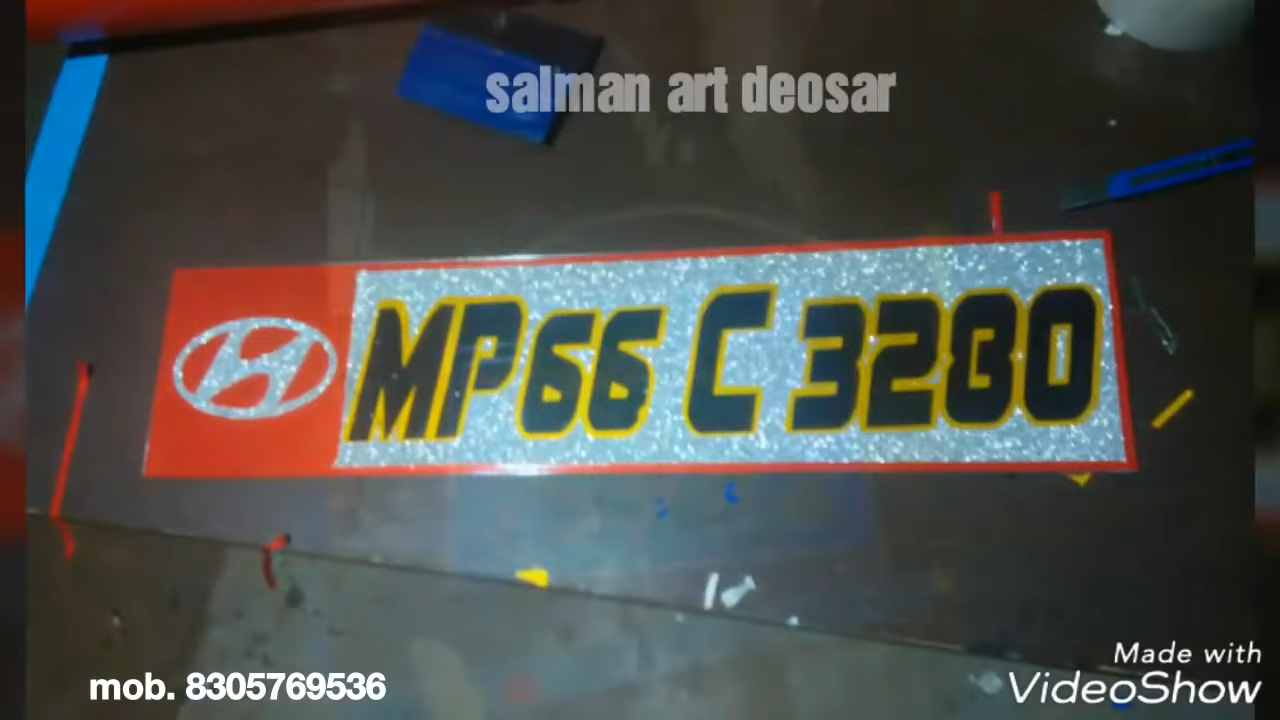 salman art deosar
MP66 C 3280
mob. 8305769536
Made with
VideoShow